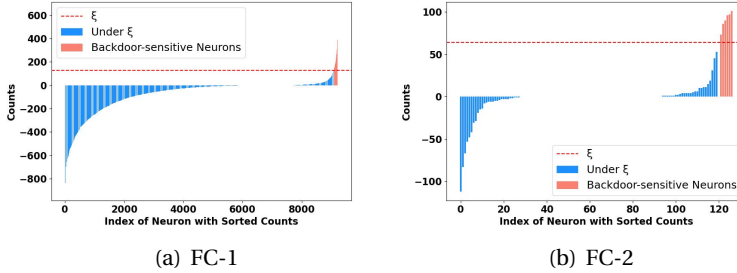 600
400
200
0
−200
−400
−600
−800
Counts
ξ
Under ξ
Backdoor-sensitive Neurons
0 2000 4000 6000 8000
Index of Neuron with Sorted Counts
(a) FC-1
100
50
0
−50
−100
Counts
ξ
Under ξ
Backdoor-sensitive Neurons
0 20 40 60 80 100 120
Index of Neuron with Sorted Counts
(b) FC-2